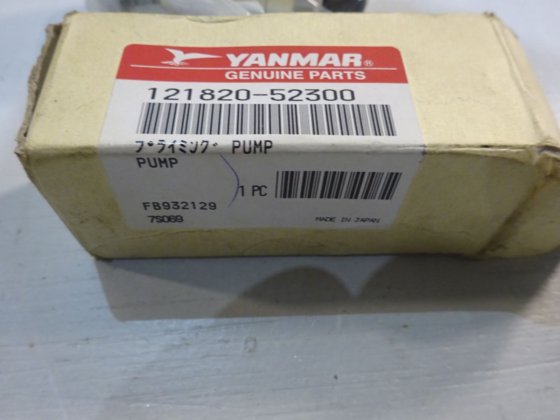 YANMAR®
GENUINE PARTS
121820-52300
プライミング PUMP
PUMP
1 PC
FB932129
7S069
MADE IN JAPAN